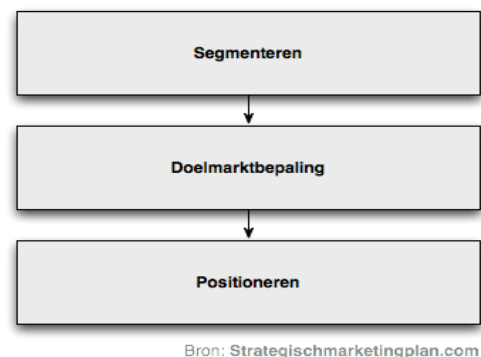 Segmenteren
Doelmarktbepaling
Positioneren
Bron: Strategischmarketingplan.com